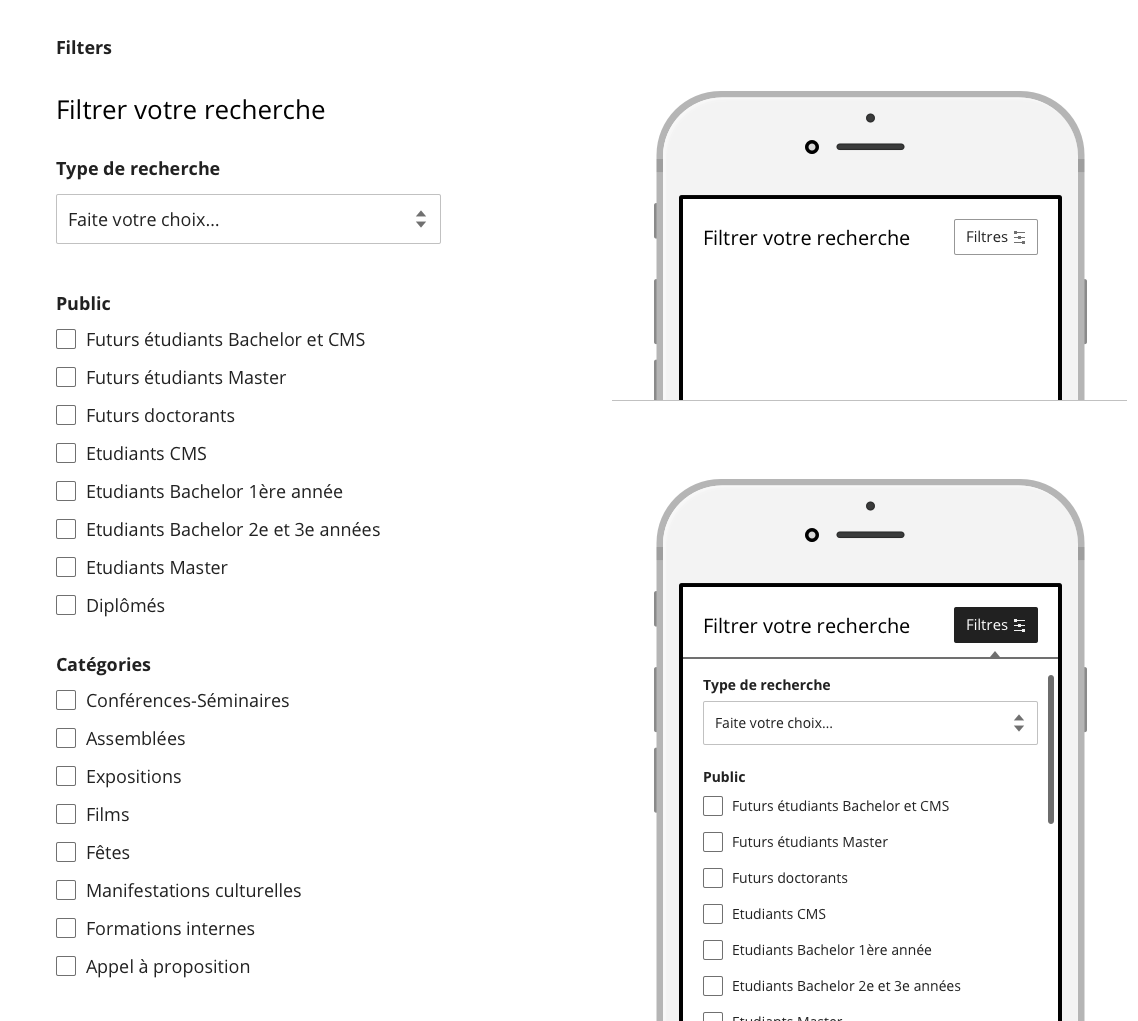 Filters
Filtrer votre recherche
Type de recherche
Faite votre choix...
Public
Futurs étudiants Bachelor et CMS
Futurs étudiants Master
Futurs doctorants
Etudiants CMS
Etudiants Bachelor 1ère année
Etudiants Bachelor 2e et 3e années
Etudiants Master
Diplômés
Catégories
Conférences-Séminaires
Assemblées
Expositions
Films
Fêtes
Manifestations culturelles
Formations internes
Appel à proposition
Filtrer votre recherche Filtres
Filtrer votre recherche Filtres
Type de recherche
Faite votre choix...
Public
Futurs étudiants Bachelor et CMS
Futurs étudiants Master
Futurs doctorants
Etudiants CMS
Etudiants Bachelor 1ère année
Etudiants Bachelor 2e et 3e années
Etudiants Master